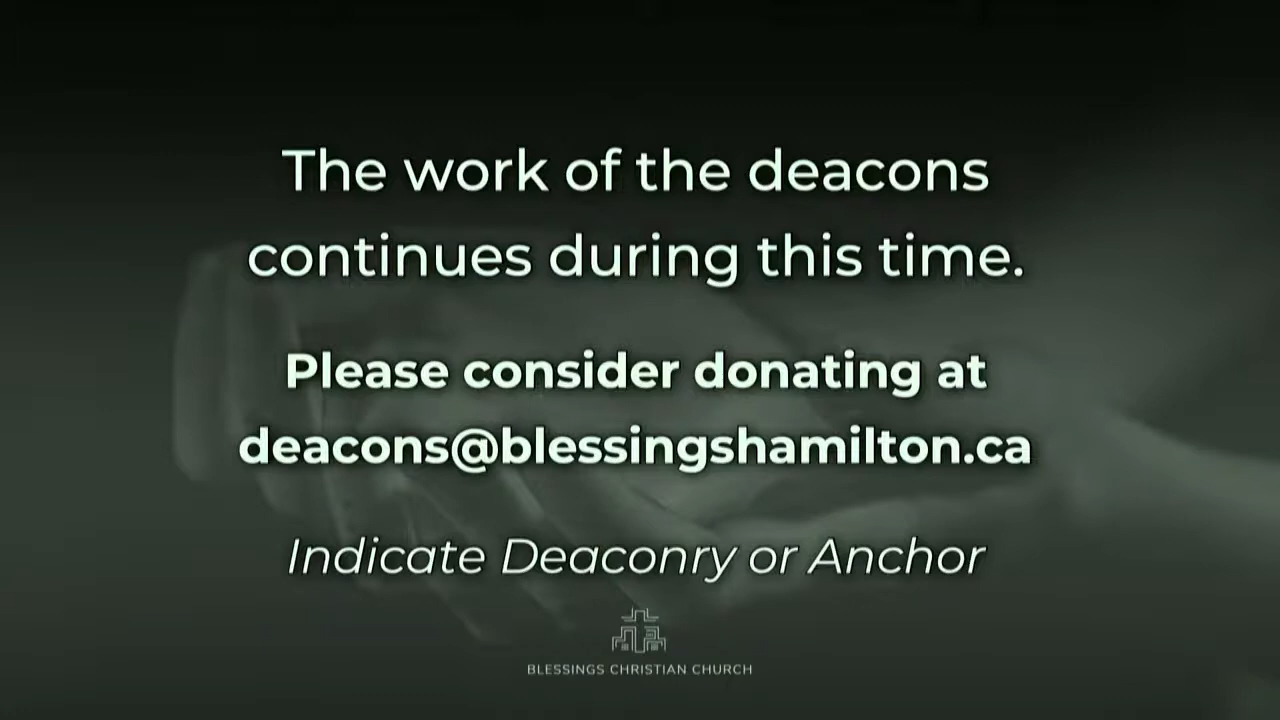 The work of the deacons
continues during this time.
Please consider donating at
deacons@blessingshamilton.ca
Indicate Deaconry or Anchor
BLESSINGS CHRISTIAN CHURCH